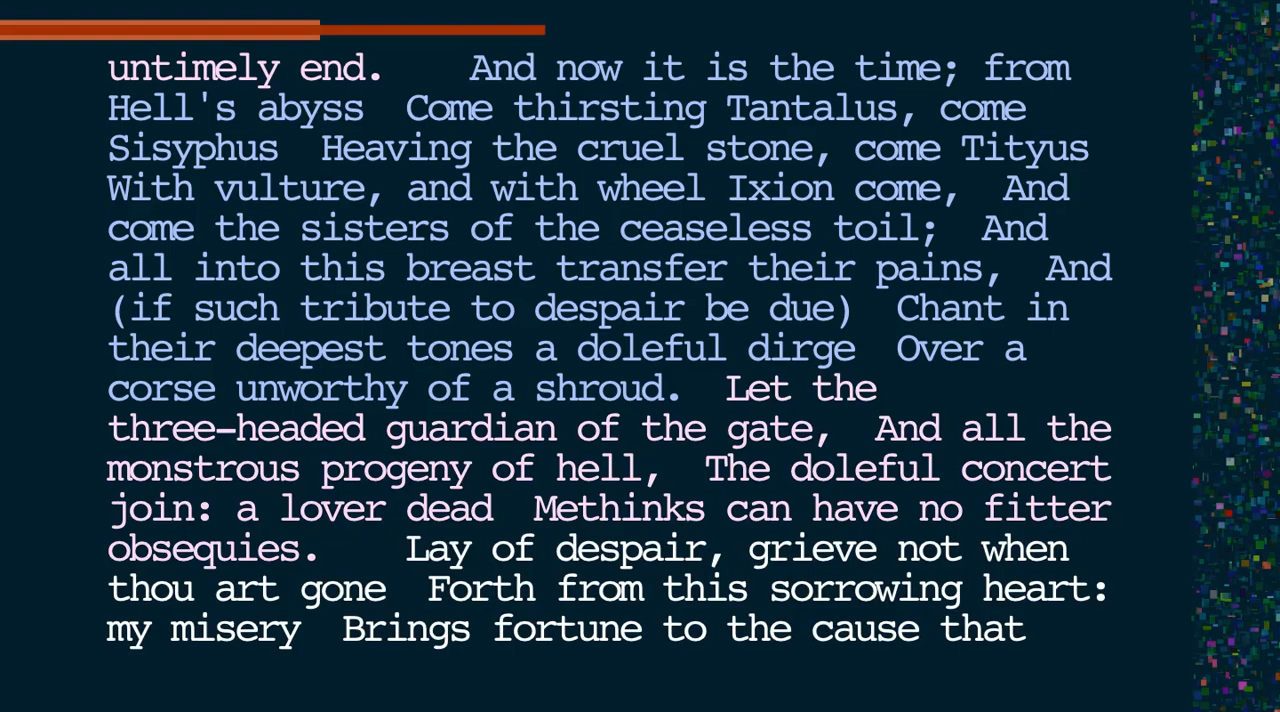 untimely end.    And now it is the time; from
Hell's abyss  Come thirsting Tantalus, come
Sisyphus  Heaving the cruel stone, come Tityus
With vulture, and with wheel Ixion come,  And
come the sisters of the ceaseless toil;  And
all into this breast transfer their pains,  And
(if such tribute to despair be due)  Chant in
their deepest tones a doleful dirge  Over a
corse unworthy of a shroud.  Let the
three-headed guardian of the gate,  And all the
monstrous progeny of hell,  The doleful concert
join: a lover dead  Methinks can have no fitter
obsequies.    Lay of despair, grieve not when
thou art gone  Forth from this sorrowing heart:
my misery  Brings fortune to the cause that